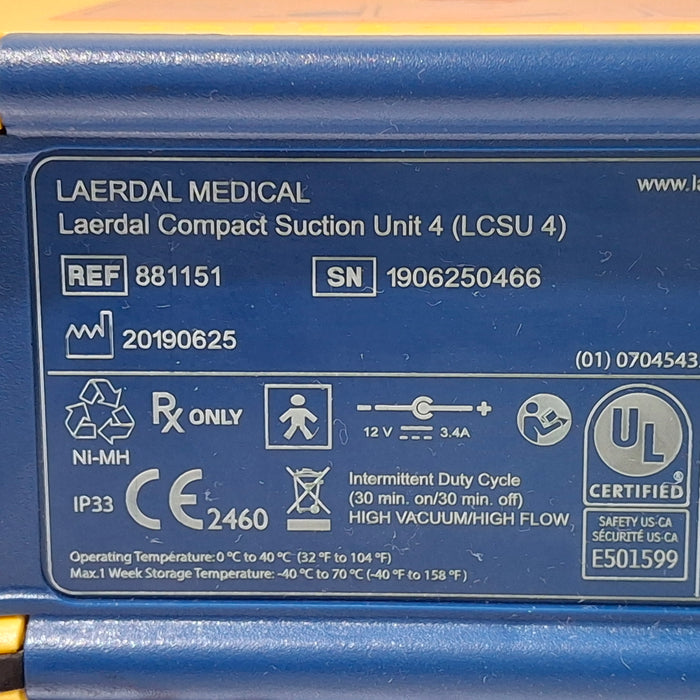 LAERDAL MEDICAL
www.la
Laerdal Compact Suction Unit 4 (LCSU 4)
REF 881151 SN 1906250466
20190625
(01) 0704543
Rx ONLY
12 V 3.4A
Ni-MH
UL
CERTIFIED®
IP33 CE 2460
Intermittent Duty Cycle
(30 min. on/30 min. off)
HIGH VACUUM/HIGH FLOW
SAFETY US-CA
SÉCURITÉ US-CA
E501599
Operating Temperature: 0 °C to 40 °C (32 °F to 104 °F)
Max.1 Week Storage Temperature: -40 °C to 70 °C (-40 °F to 158 °F)